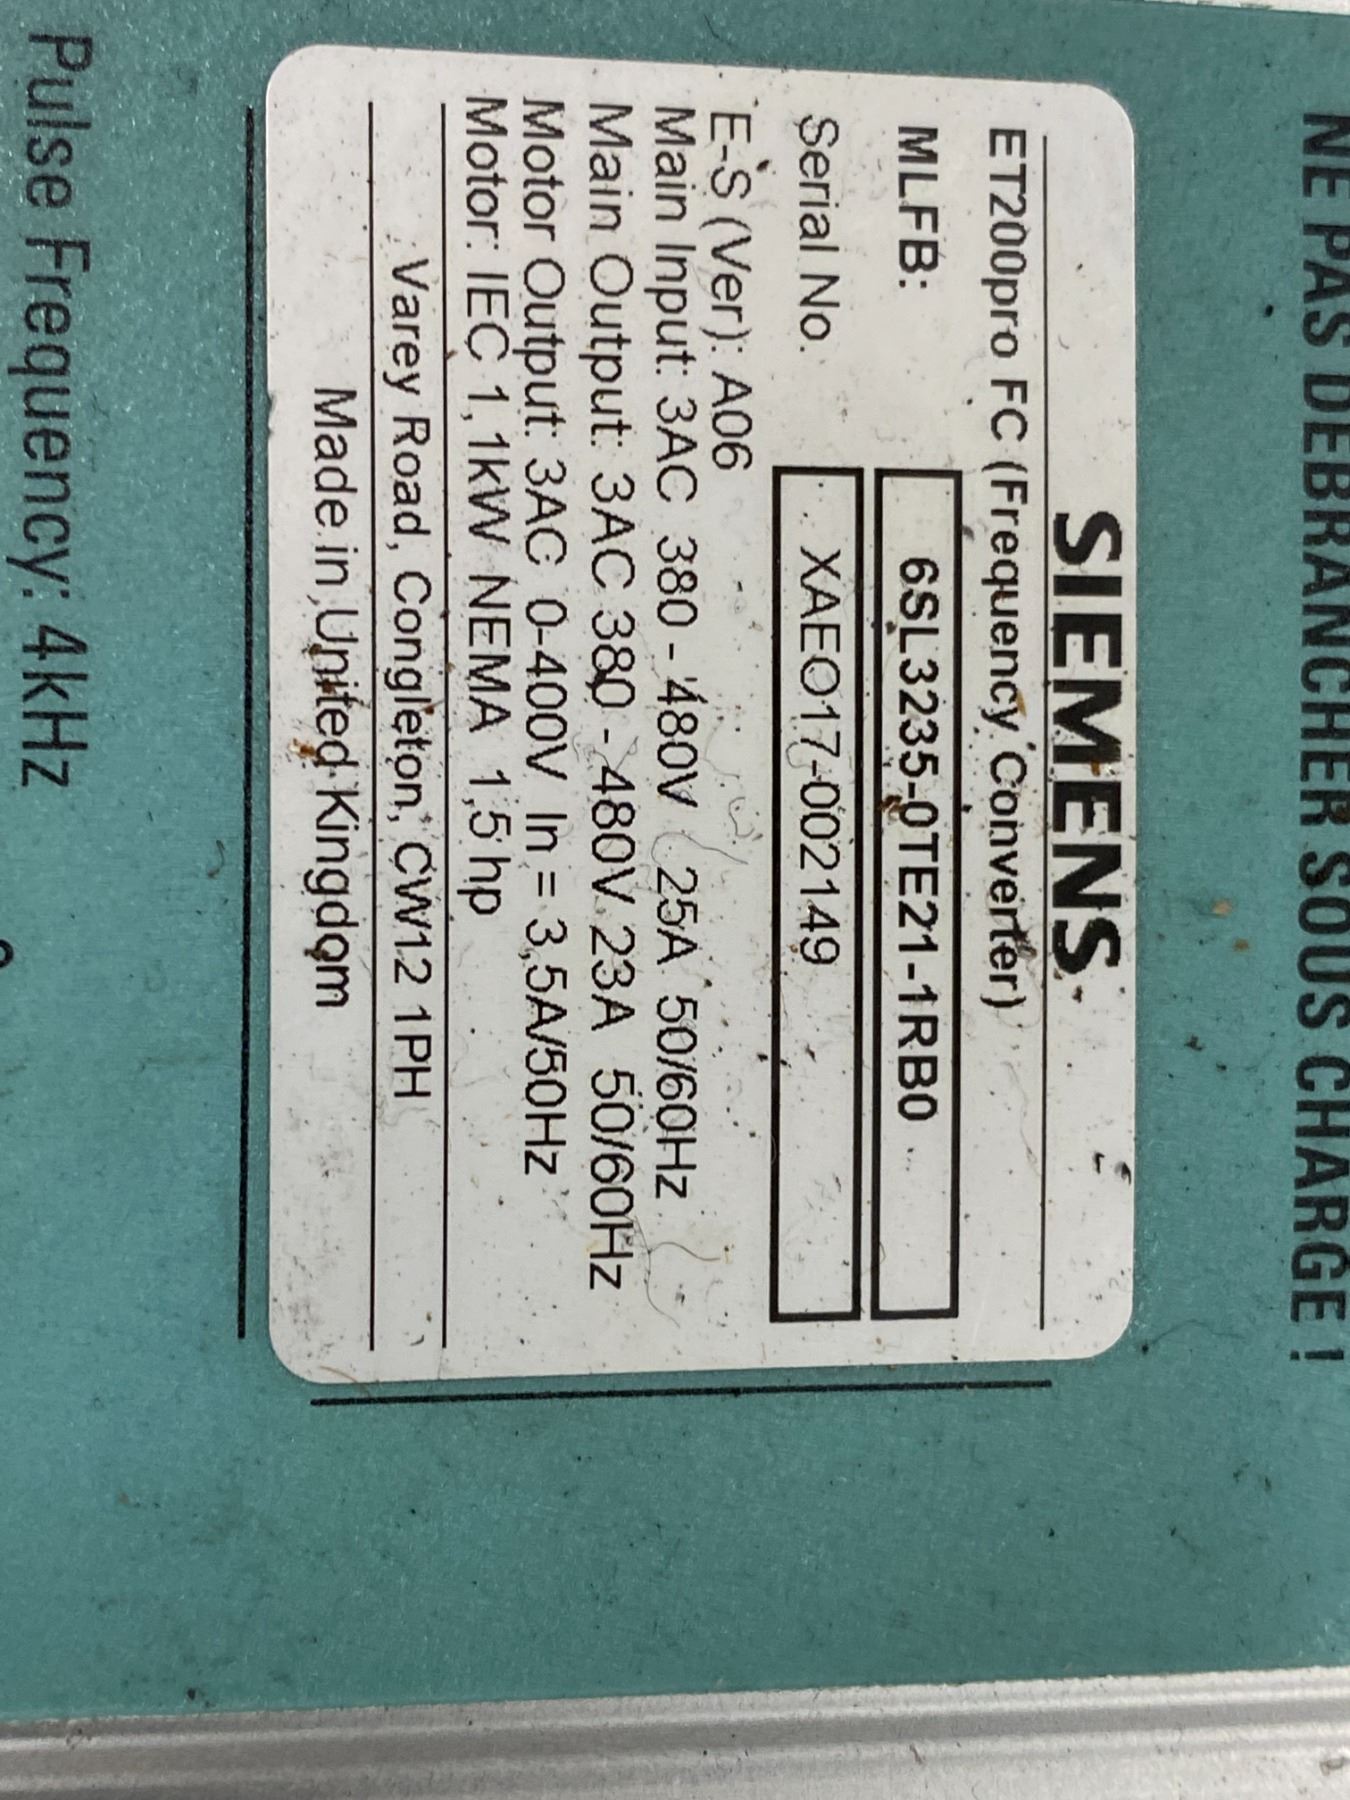 NE PAS DEBRANCHER SOUS CHARGE !
SIEMENS
ET200pro FC (Frequency Converter)
MLFB: 6SL3235-0TE21-1RB0
Serial No. XAEO17-002149
E-S (Ver): A06
Main Input: 3AC 380 - 480V 25A 50/60Hz
Main Output: 3AC 380 - 480V 23A 50/60Hz
Motor Output: 3AC 0-400V In = 3,5A/50Hz
Motor: IEC 1,1kW NEMA 1,5 hp
Varey Road, Congleton, CW12 1PH
Made in United Kingdom
Pulse Frequency: 4kHz